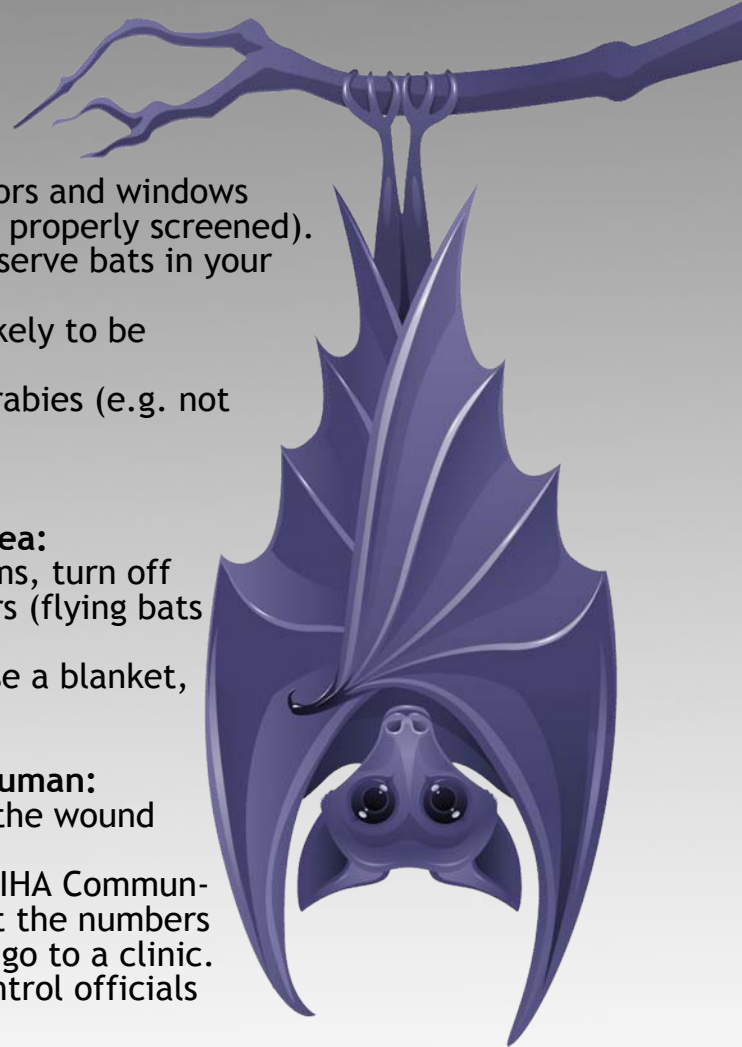 ors and windows
properly screened).
serve bats in your
kely to be
rabies (e.g. not
ea:
ns, turn off
rs (flying bats
se a blanket,
uman:
the wound
IHA Commun-
t the numbers
go to a clinic.
ntrol officials